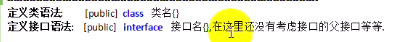 定义类语法: [public] class 类名{}
定义接口语法: [public] interface 接口名{},在这里还没有考虑接口的父接口等等.